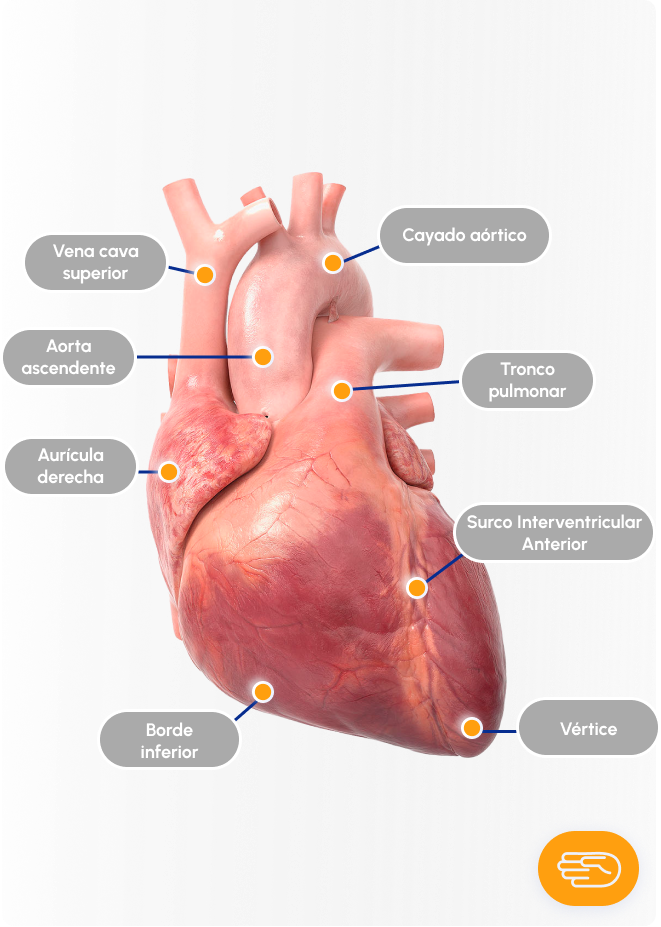 Cayado aórtico
Vena cava
superior
Aorta
ascendente
Tronco
pulmonar
Aurícula
derecha
Surco Interventricular
Anterior
Borde
inferior
Vértice